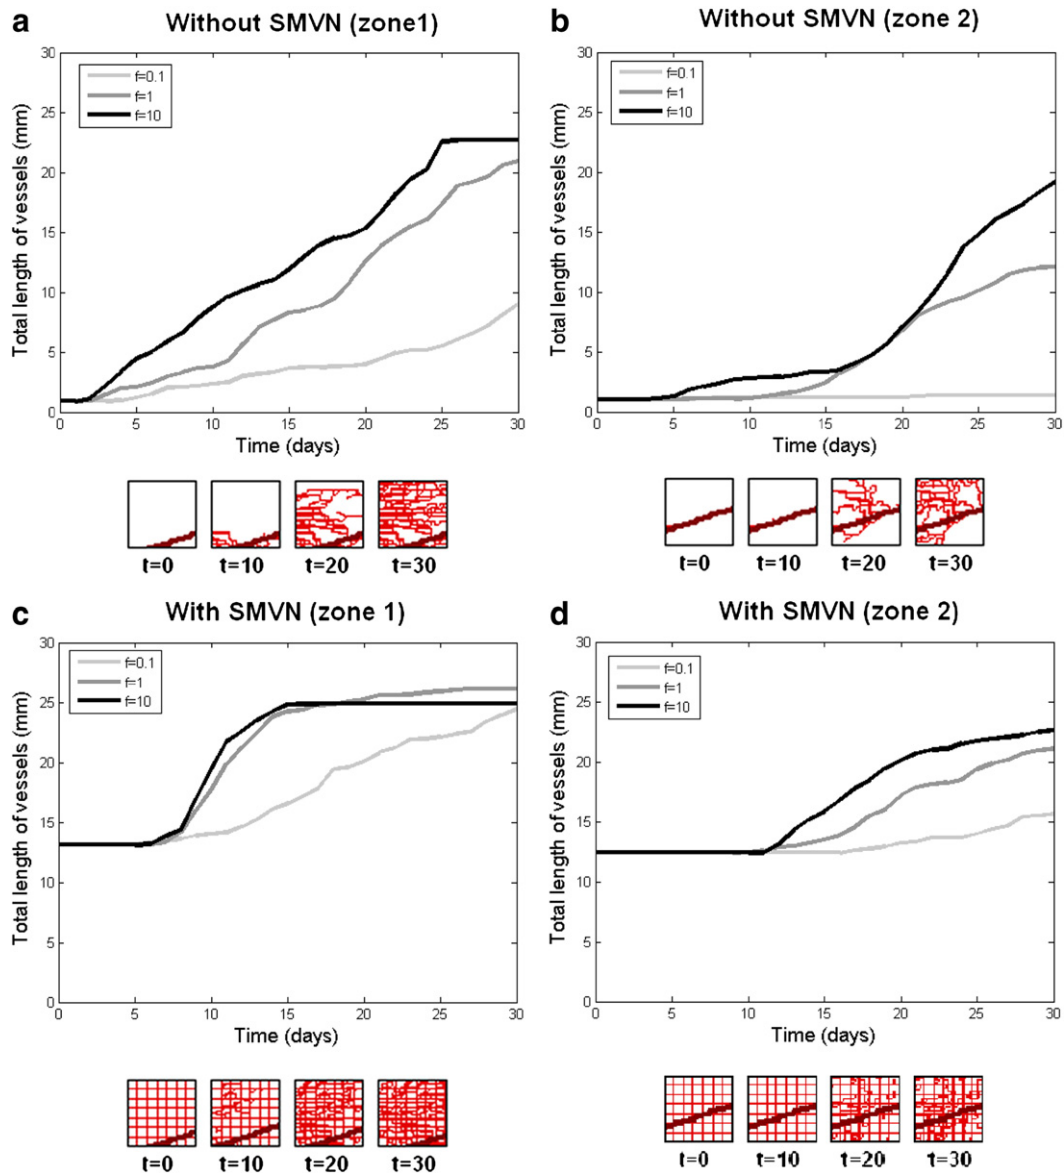 a
Without SMVN (zone1)
30
25
20
15
10
5
0
Total length of vessels (mm)
f=0.1
f=1
f=10
0 5 10 15 20 25 30
Time (days)
t=0 t=10 t=20 t=30
b
Without SMVN (zone 2)
30
25
20
15
10
5
0
Total length of vessels (mm)
f=0.1
f=1
f=10
0 5 10 15 20 25 30
Time (days)
t=0 t=10 t=20 t=30
c
With SMVN (zone 1)
30
25
20
15
10
5
0
Total length of vessels (mm)
f=0.1
f=1
f=10
0 5 10 15 20 25 30
Time (days)
t=0 t=10 t=20 t=30
d
With SMVN (zone 2)
30
25
20
15
10
5
0
Total length of vessels (mm)
f=0.1
f=1
f=10
0 5 10 15 20 25 30
Time (days)
t=0 t=10 t=20 t=30